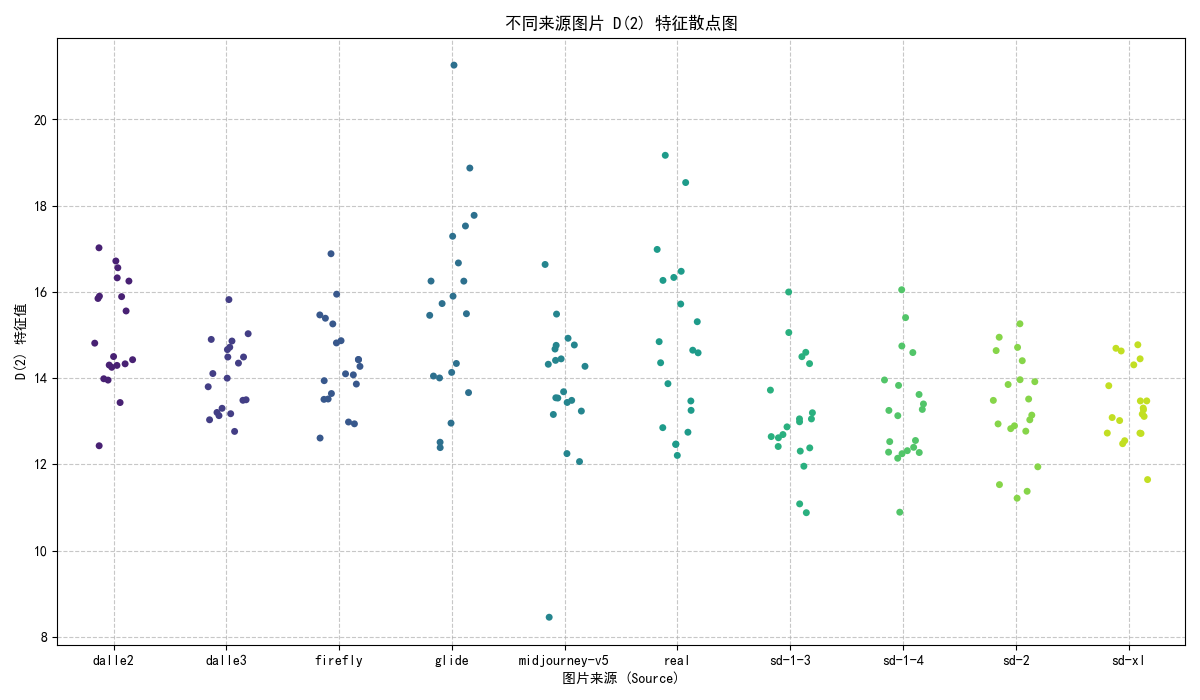 不同来源图片 D(2) 特征散点图
D(2) 特征值
20
18
16
14
12
10
8
dalle2 dalle3 firefly glide midjourney-v5 real sd-1-3 sd-1-4 sd-2 sd-xl
图片来源 (Source)